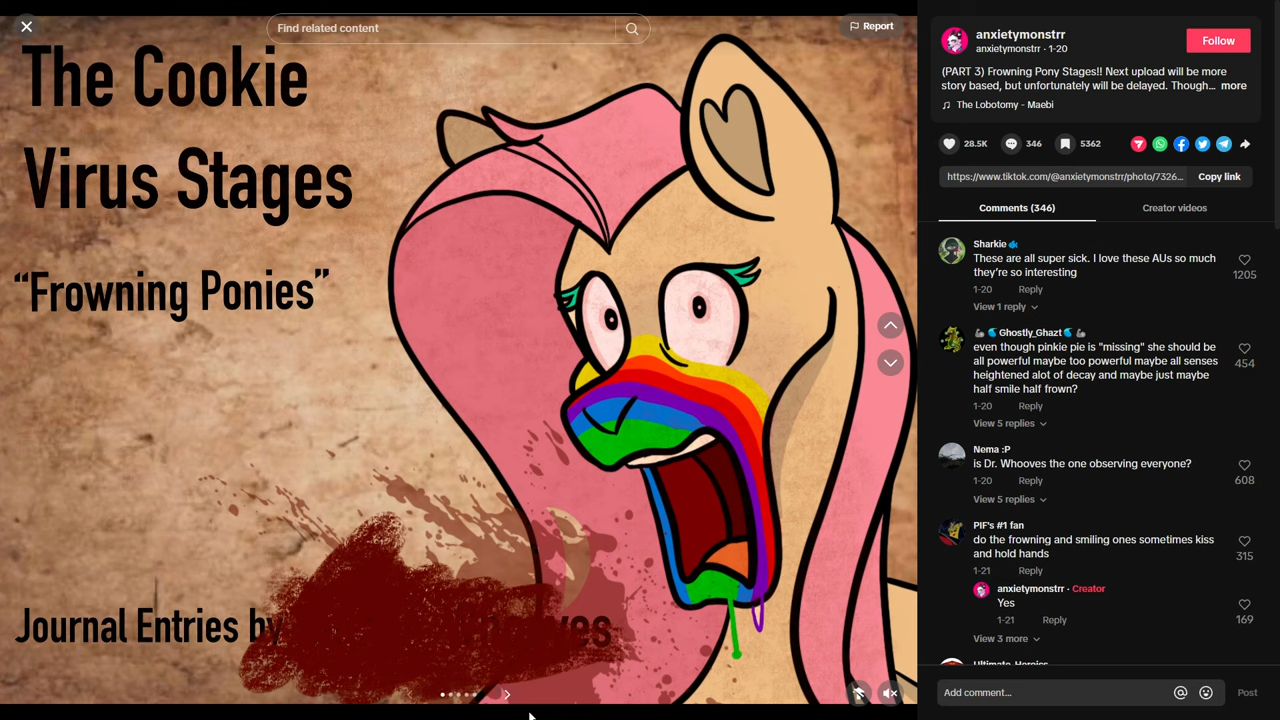 Find related content
Report
The Cookie
Virus Stages
“Frowning Ponies”
Journal Entries by
anxietymonstrr
anxietymonstrr · 1-20
Follow
(PART 3) Frowning Pony Stages!! Next upload will be more
story based, but unfortunately will be delayed. Though... more
The Lobotomy - Maebi
28.5K
346
5362
https://www.tiktok.com/@anxietymonstrr/photo/7326...
Copy link
Comments (346)
Creator videos
Sharkie
These are all super sick. I love these AUs so much
they're so interesting
1-20 Reply
1205
View 1 reply
Ghostly_Ghazt
even though pinkie pie is "missing" she should be
all powerful maybe too powerful maybe all senses
heightened alot of decay and maybe just maybe
half smile half frown?
454
1-20 Reply
View 5 replies
Nema :P
is Dr. Whooves the one observing everyone?
1-20 Reply
608
View 5 replies
PIF's #1 fan
do the frowning and smiling ones sometimes kiss
and hold hands
315
1-21 Reply
anxietymonstrr · Creator
Yes
1-21 Reply
169
View 3 more
Add comment...
Post